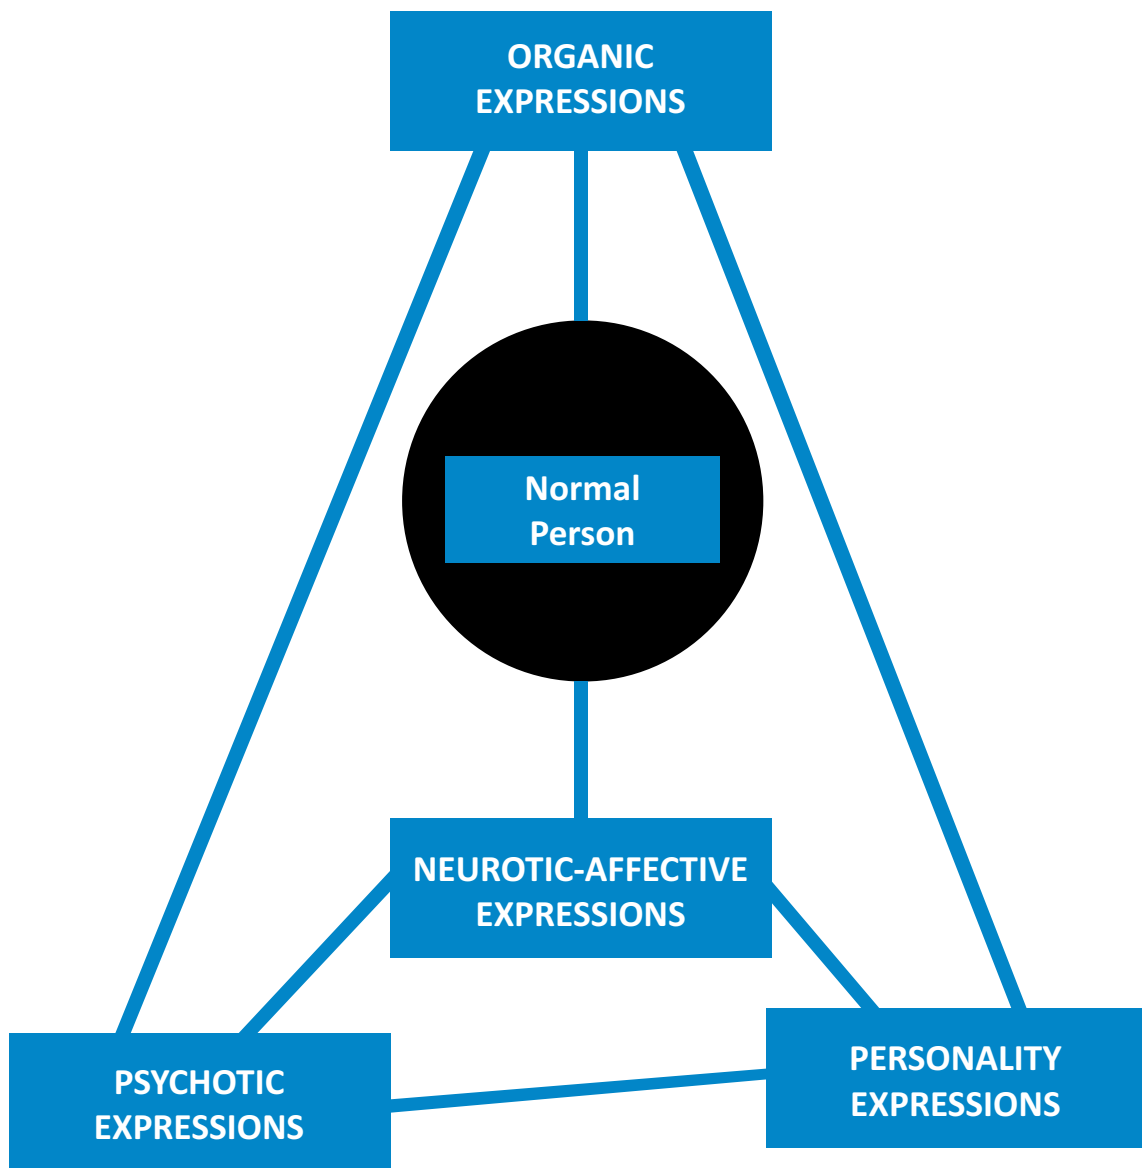 ORGANIC
EXPRESSIONS
Normal
Person
NEUROTIC-AFFECTIVE
EXPRESSIONS
PSYCHOTIC
EXPRESSIONS
PERSONALITY
EXPRESSIONS